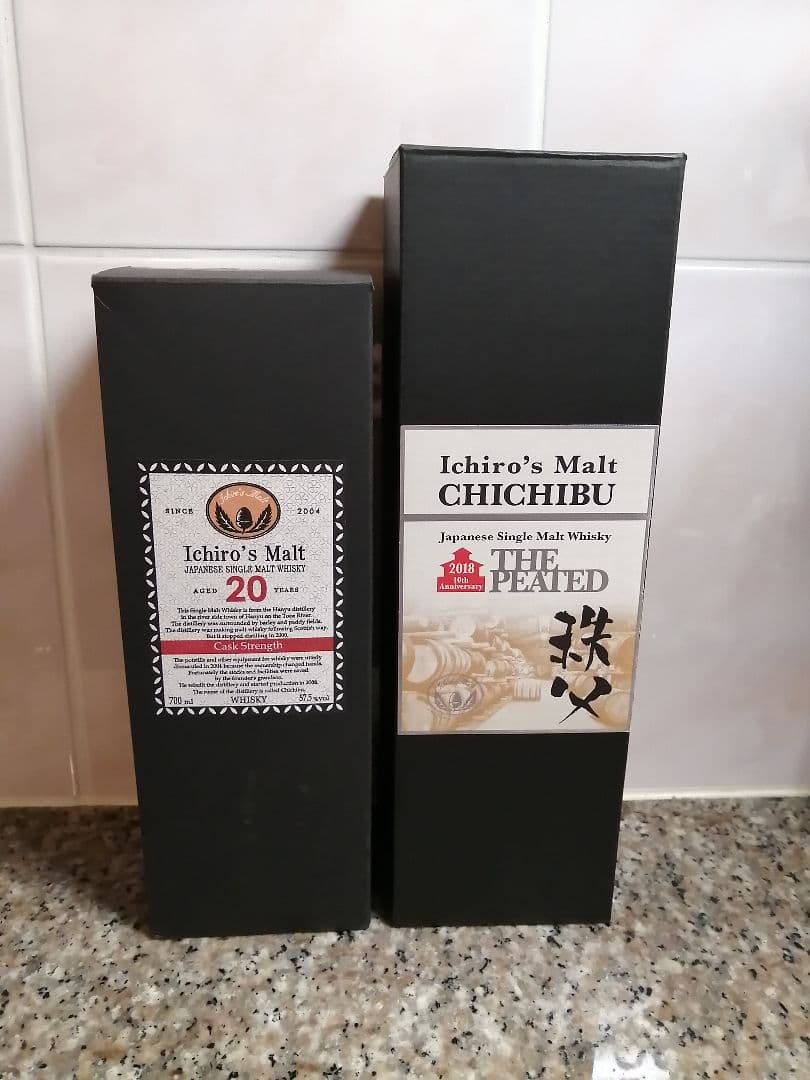 Ichiro's Malt
SINCE 2004
Ichiro's Malt
JAPANESE SINGLE MALT WHISKY
AGED 20 YEARS
This Single Malt Whisky is from the Hanyu distillery
in the river side town of Hanyu on the Tone River.
The distillery was surrounded by barley and paddy fields.
The distillery was making malt whisky following Scottish way.
But it stopped distilling in 2000.
Cask Strength
The potstills and other equipment for whisky were utterly
dismantled in 2004 because the ownership changed hands.
Fortunately the stocks and facilities were saved
by the founder's grandson.
He rebuilt the distillery and started production in 2008.
The name of the distillery is called Chichibu.
700 ml WHISKY 57.5 %vol
Ichiro's Malt
CHICHIBU
Japanese Single Malt Whisky
2018
10th
Anniversary
THE
PEATED
秩父